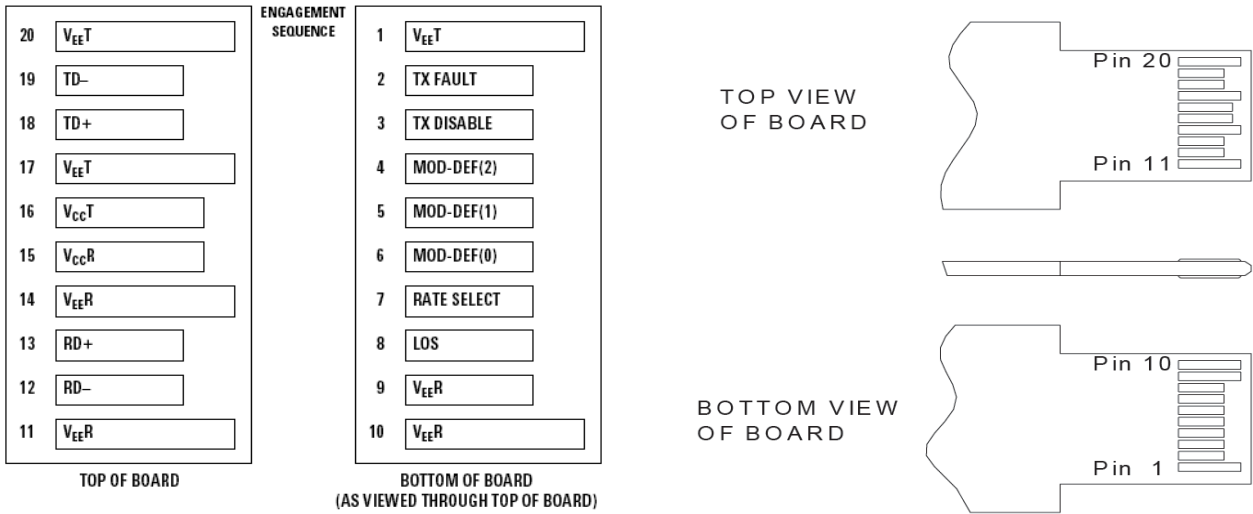 ENGAGEMENT
SEQUENCE
20 VEET
19 TD–
18 TD+
17 VEET
16 VCCT
15 VCCR
14 VEER
13 RD+
12 RD–
11 VEER
TOP OF BOARD
1 VEET
2 TX FAULT
3 TX DISABLE
4 MOD-DEF(2)
5 MOD-DEF(1)
6 MOD-DEF(0)
7 RATE SELECT
8 LOS
9 VEER
10 VEER
BOTTOM OF BOARD
(AS VIEWED THROUGH TOP OF BOARD)
TOP VIEW
OF BOARD
Pin 20
Pin 11
BOTTOM VIEW
OF BOARD
Pin 10
Pin 1